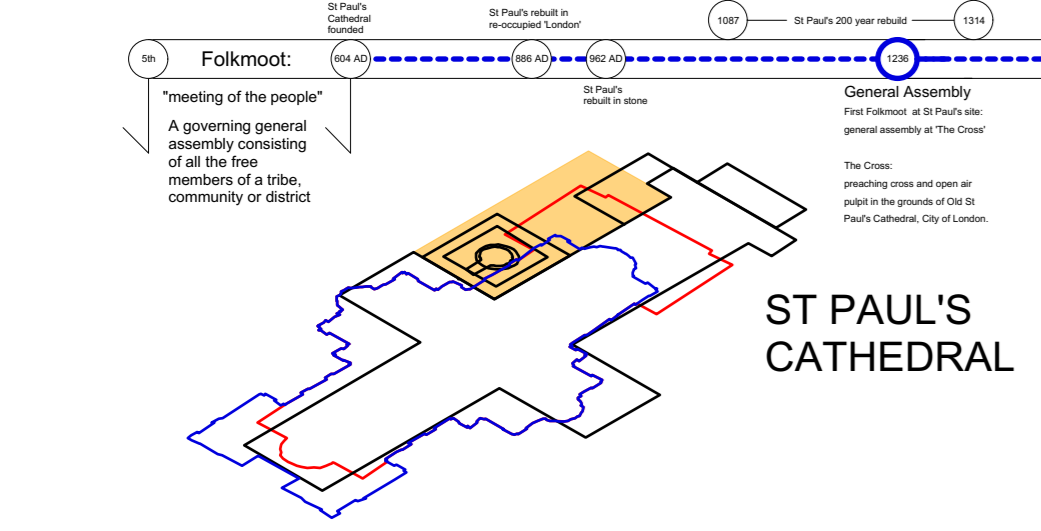 St Paul's
Cathedral
founded
St Paul's rebuilt in
re-occupied 'London'
1087
St Paul's 200 year rebuild
1314
5th
Folkmoot:
604 AD
886 AD
962 AD
1236
"meeting of the people"
A governing general
assembly consisting
of all the free
members of a tribe,
community or district
St Paul's
rebuilt in stone
General Assembly
First Folkmoot at St Paul's site:
general assembly at 'The Cross'
The Cross:
preaching cross and open air
pulpit in the grounds of Old St
Paul's Cathedral, City of London.
ST PAUL'S
CATHEDRAL